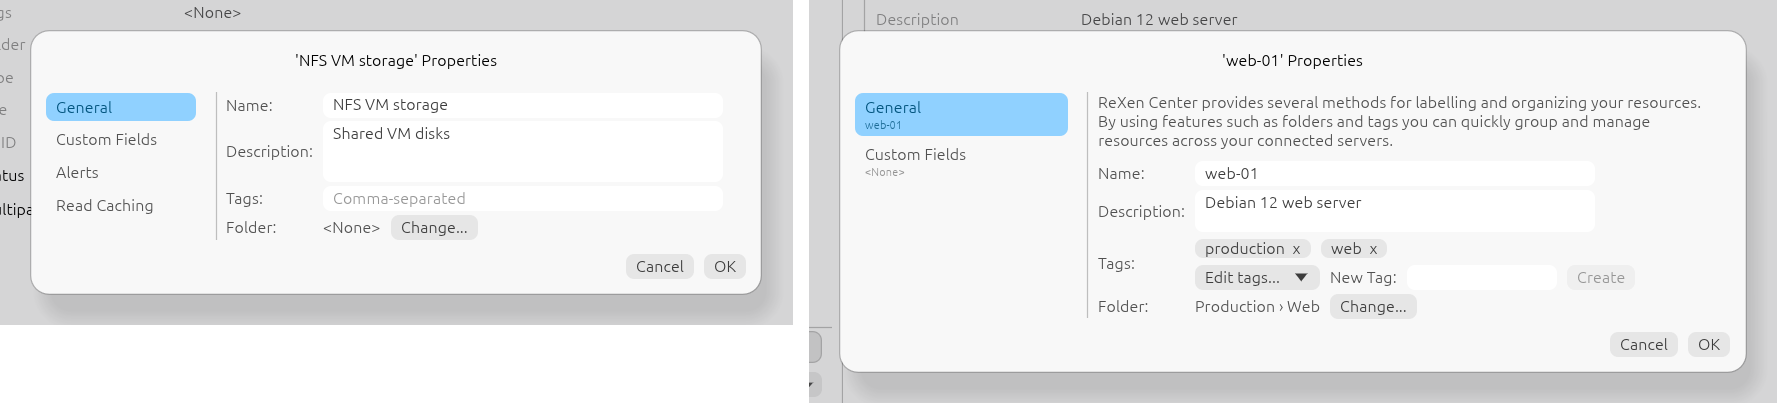 <None>
'NFS VM storage' Properties
General
Custom Fields
Alerts
Read Caching
Name: NFS VM storage
Description: Shared VM disks
Tags: Comma-separated
Folder: <None> Change...
Cancel OK
Description Debian 12 web server
'web-01' Properties
General
web-01
Custom Fields
<None>
ReXen Center provides several methods for labelling and organizing your resources.
By using features such as folders and tags you can quickly group and manage
resources across your connected servers.
Name: web-01
Description: Debian 12 web server
Tags: production x web x
Edit tags... New Tag: Create
Folder: Production › Web Change...
Cancel OK